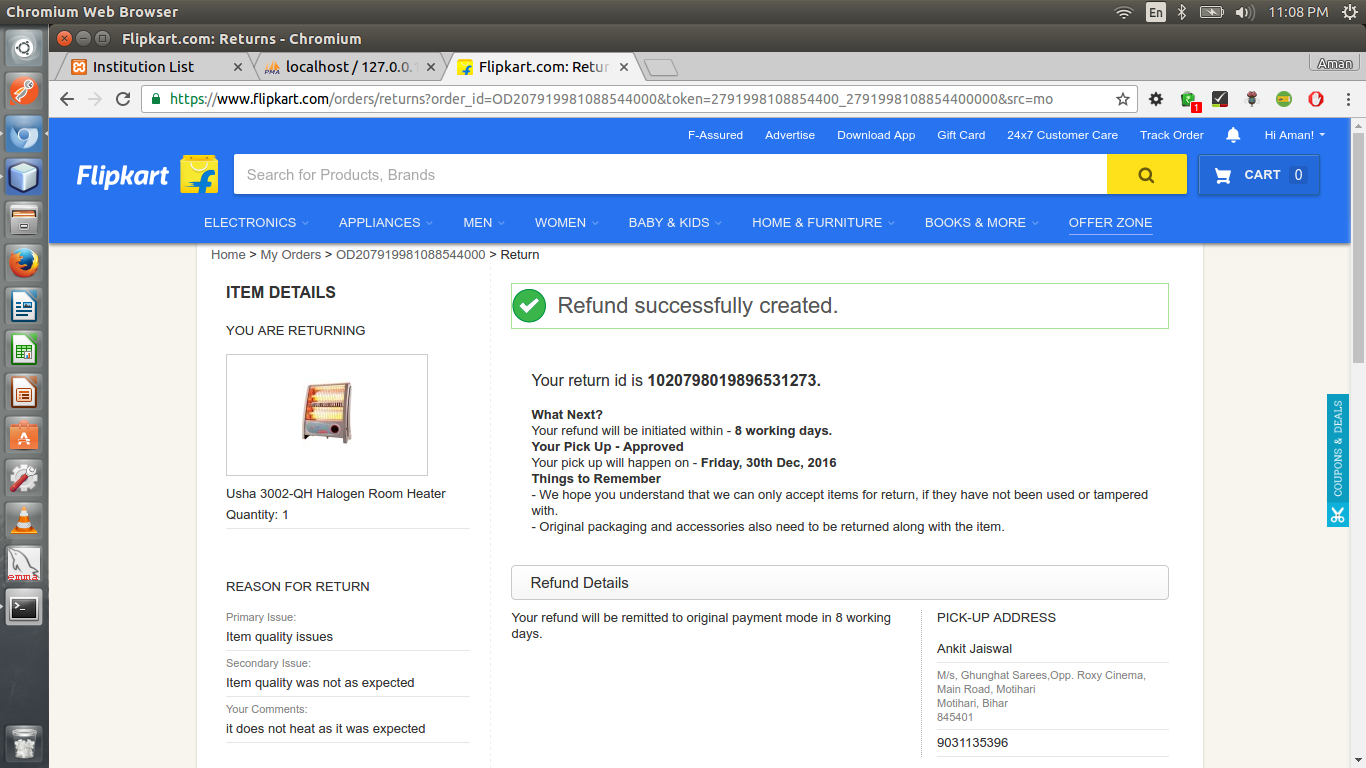 Chromium Web Browser
En
11:08 PM
Flipkart.com: Returns - Chromium
Institution List
PMA
localhost / 127.0.0.1
Flipkart.com: Retur
Aman
https://www.flipkart.com/orders/returns?order_id=OD207919981088544000&token=2791998108854400_2791998108854400000&src=mo
1
F-Assured
Advertise
Download App
Gift Card
24x7 Customer Care
Track Order
Hi Aman!
Flipkart
Search for Products, Brands
CART 0
ELECTRONICS
APPLIANCES
MEN
WOMEN
BABY & KIDS
HOME & FURNITURE
BOOKS & MORE
OFFER ZONE
Home > My Orders > OD207919981088544000 > Return
ITEM DETAILS
YOU ARE RETURNING
Usha 3002-QH Halogen Room Heater
Quantity: 1
REASON FOR RETURN
Primary Issue:
Item quality issues
Secondary Issue:
Item quality was not as expected
Your Comments:
it does not heat as it was expected
Refund successfully created.
Your return id is 1020798019896531273.
What Next?
Your refund will be initiated within - 8 working days.
Your Pick Up - Approved
Your pick up will happen on - Friday, 30th Dec, 2016
Things to Remember
- We hope you understand that we can only accept items for return, if they have not been used or tampered
with.
- Original packaging and accessories also need to be returned along with the item.
Refund Details
Your refund will be remitted to original payment mode in 8 working
days.
PICK-UP ADDRESS
Ankit Jaiswal
M/s, Ghunghat Sarees,Opp. Roxy Cinema,
Main Road, Motihari
Motihari, Bihar
845401
9031135396
COUPONS & DEALS
emma